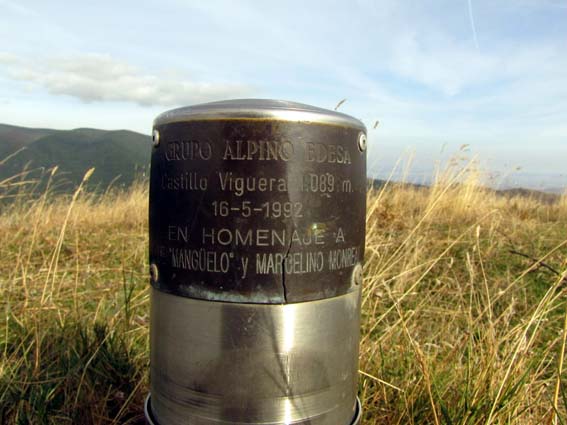 GRUPO ALPINO EDESA
Castillo Viguera 1.089 m.
16-5-1992
EN HOMENAJE A
"MANGÜELO" y MARCELINO